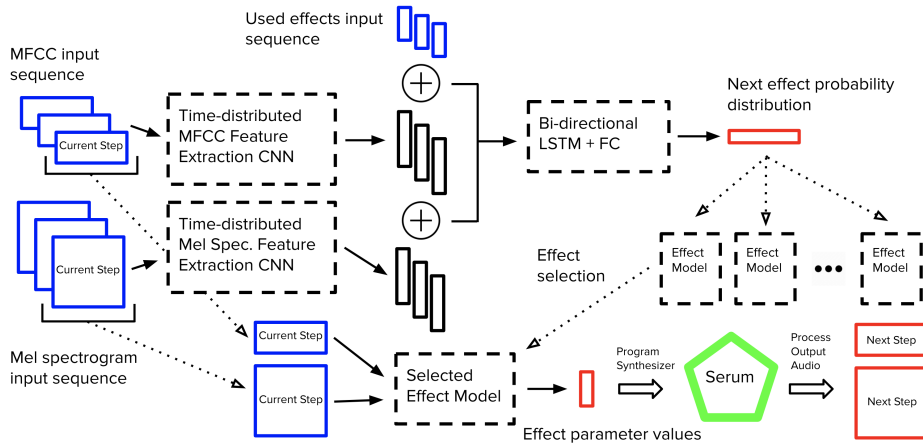 Used effects input
sequence
MFCC input
sequence
Current Step
Time-distributed
MFCC Feature
Extraction CNN
Bi-directional
LSTM + FC
Next effect probability
distribution
Current Step
Time-distributed
Mel Spec. Feature
Extraction CNN
Effect
selection
Effect
Model
Effect
Model
Effect
Model
Mel spectrogram
input sequence
Current Step
Current Step
Selected
Effect Model
Effect parameter values
Program
Synthesizer
Serum
Process
Output
Audio
Next Step
Next Step